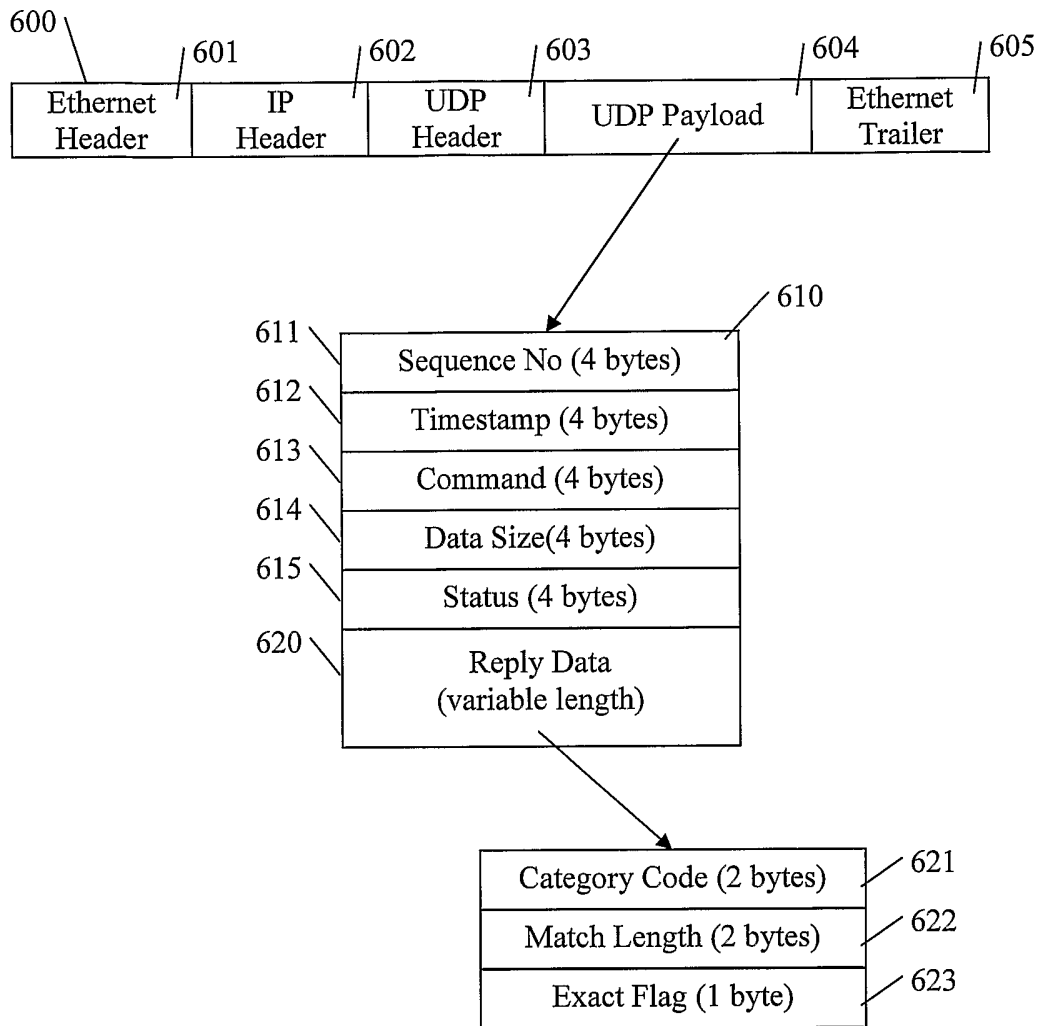 600
601
602
603
604
605
Ethernet
Header
IP
Header
UDP
Header
UDP Payload
Ethernet
Trailer
610
611
Sequence No (4 bytes)
612
Timestamp (4 bytes)
613
Command (4 bytes)
614
Data Size(4 bytes)
615
Status (4 bytes)
620
Reply Data
(variable length)
Category Code (2 bytes)
621
Match Length (2 bytes)
622
Exact Flag (1 byte)
623